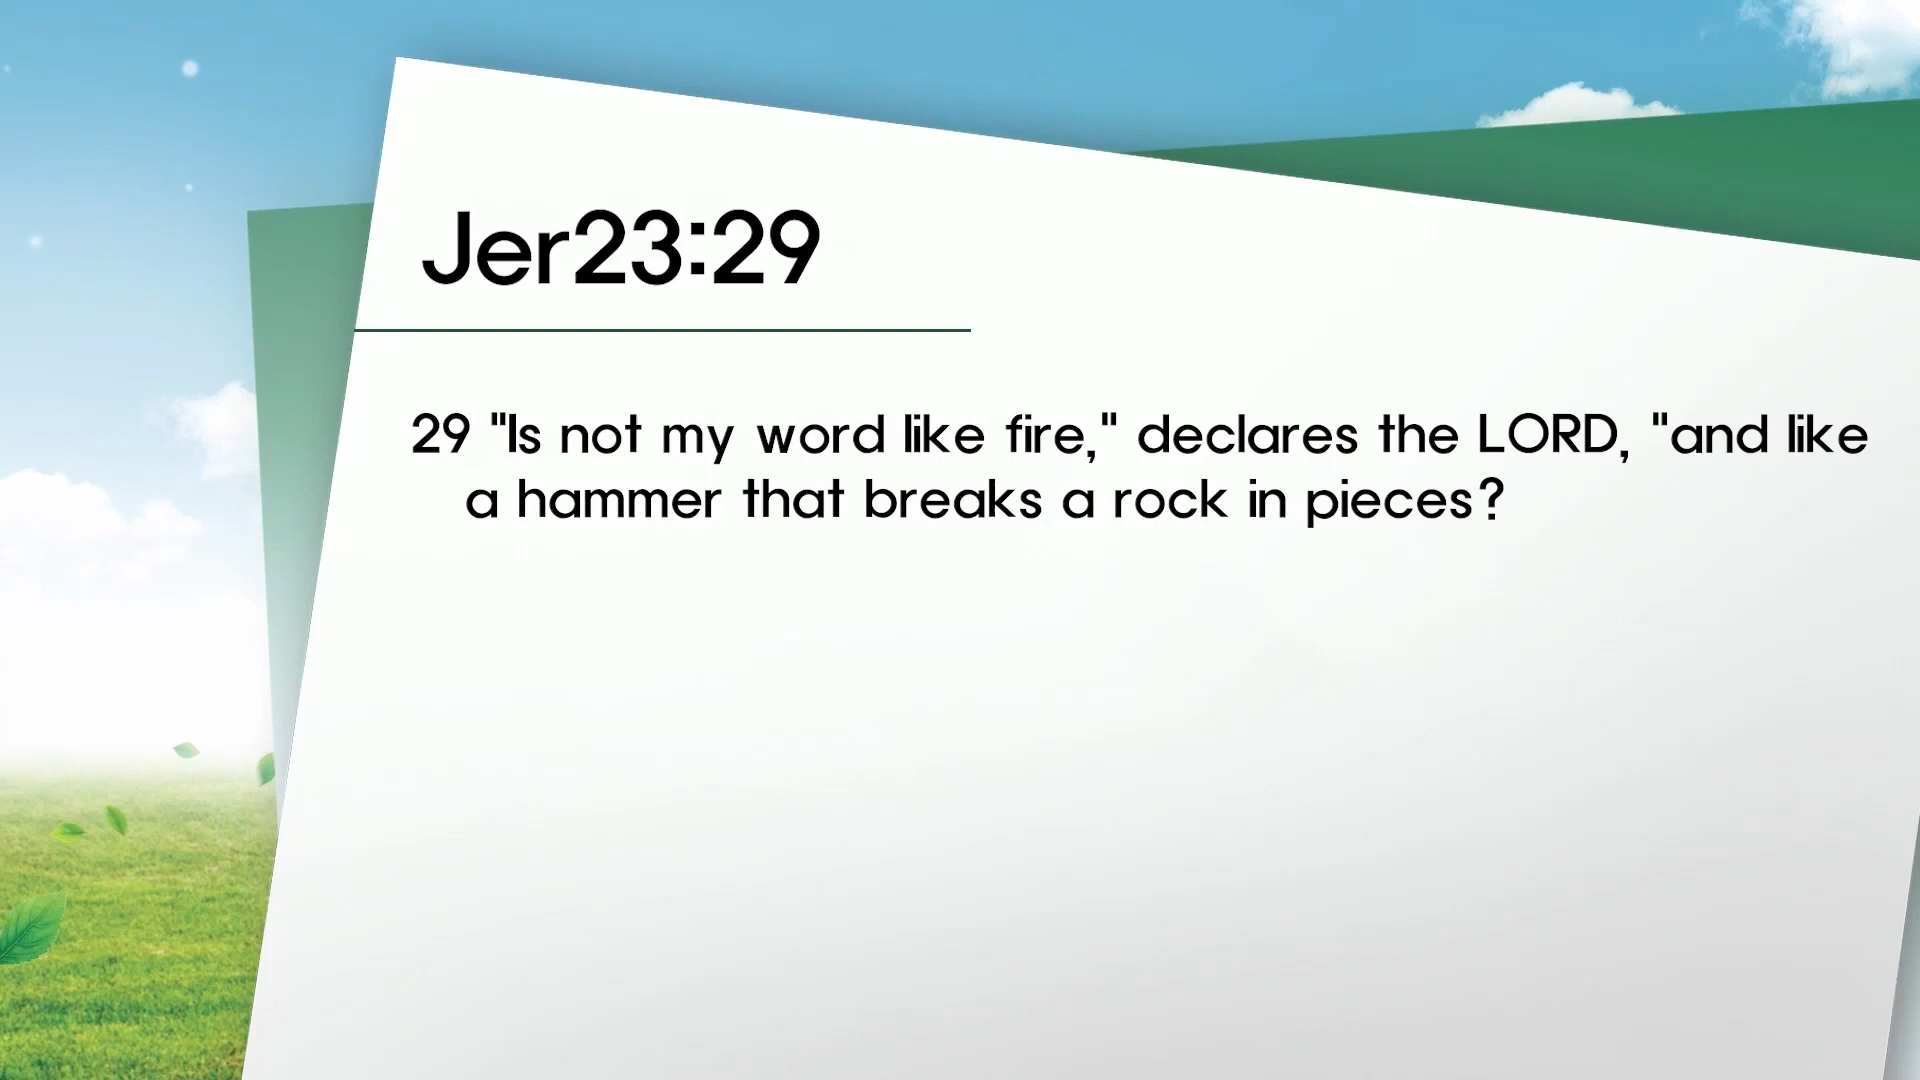 Jer23:29
29 "Is not my word like fire," declares the LORD, "and like
a hammer that breaks a rock in pieces?